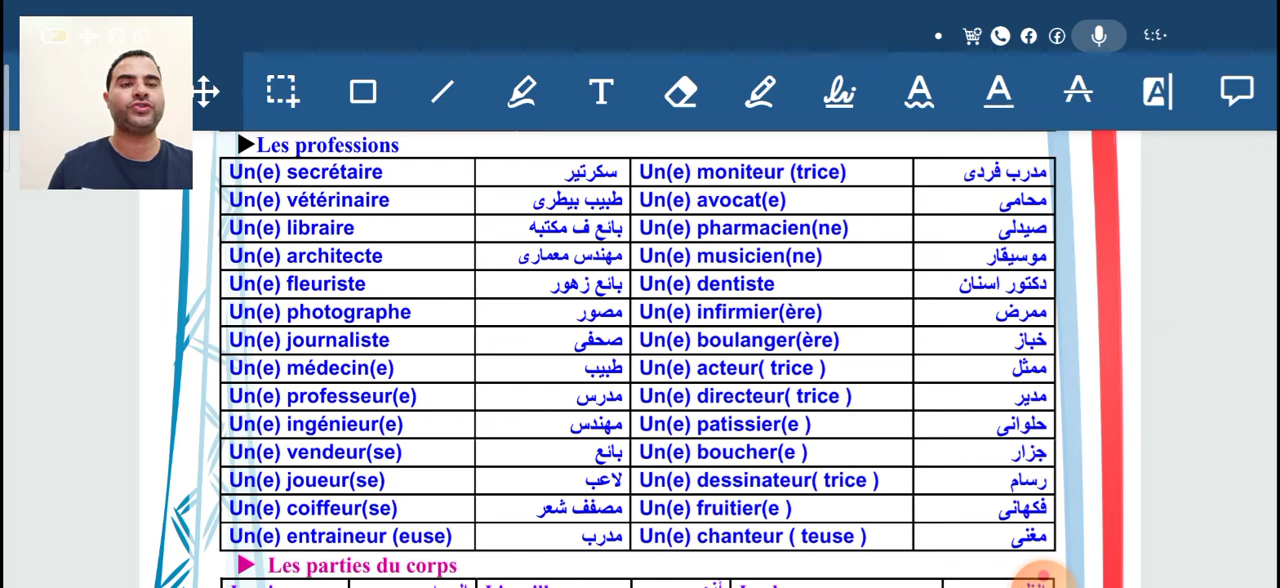 ٤:٤٠
Les professions
Un(e) secrétaire سكرتير Un(e) moniteur (trice) مدرب فردى
Un(e) vétérinaire طبيب بيطرى Un(e) avocat(e) محامى
Un(e) libraire بائع ف مكتبه Un(e) pharmacien(ne) صيدلى
Un(e) architecte مهندس معمارى Un(e) musicien(ne) موسيقار
Un(e) fleuriste بائع زهور Un(e) dentiste دكتور اسنان
Un(e) photographe مصور Un(e) infirmier(ère) ممرض
Un(e) journaliste صحفى Un(e) boulanger(ère) خباز
Un(e) médecin(e) طبيب Un(e) acteur( trice ) ممثل
Un(e) professeur(e) مدرس Un(e) directeur( trice ) مدير
Un(e) ingénieur(e) مهندس Un(e) patissier(e ) حلوانى
Un(e) vendeur(se) بائع Un(e) boucher(e ) جزار
Un(e) joueur(se) لاعب Un(e) dessinateur( trice ) رسام
Un(e) coiffeur(se) مصفف شعر Un(e) fruitier(e ) فكهانى
Un(e) entraineur (euse) مدرب Un(e) chanteur ( teuse ) مغنى
Les parties du corps